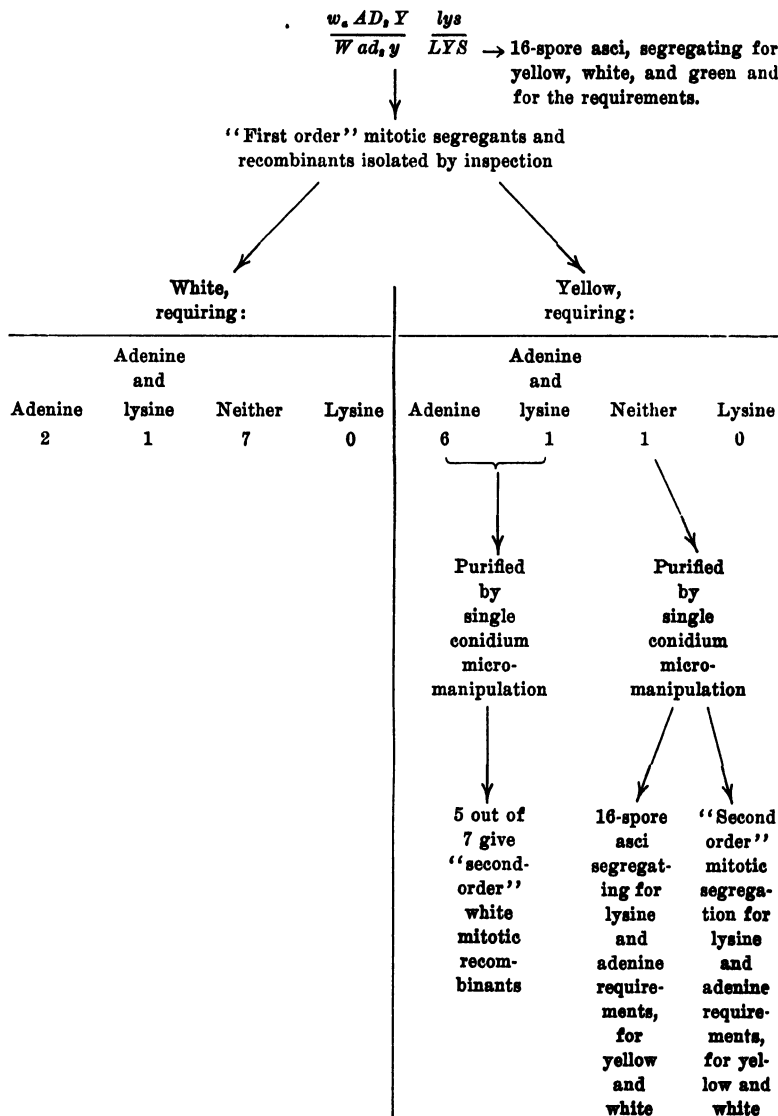 w_a AD_3 Y lys
W ad_3 y LYS → 16-spore asci, segregating for
yellow, white, and green and
for the requirements.
"First order" mitotic segregants and
recombinants isolated by inspection
White,
requiring:
Adenine
and
Adenine lysine Neither Lysine
2 1 7 0
Yellow,
requiring:
Adenine
and
Adenine lysine Neither Lysine
6 1 1 0
Purified
by
single
conidium
micro-
manipulation
Purified
by
single
conidium
micro-
manipulation
5 out of
7 give
"second-
order"
white
mitotic
recom-
binants
16-spore
asci
segregat-
ing for
lysine
and
adenine
require-
ments,
for
yellow
and
white
"Second
order"
mitotic
segrega-
tion for
lysine
and
adenine
require-
ments,
for yel-
low and
white